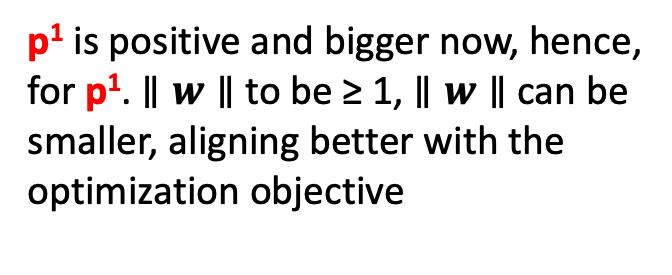 p¹ is positive and bigger now, hence,
for p¹. ‖ w ‖ to be ≥ 1, ‖ w ‖ can be
smaller, aligning better with the
optimization objective